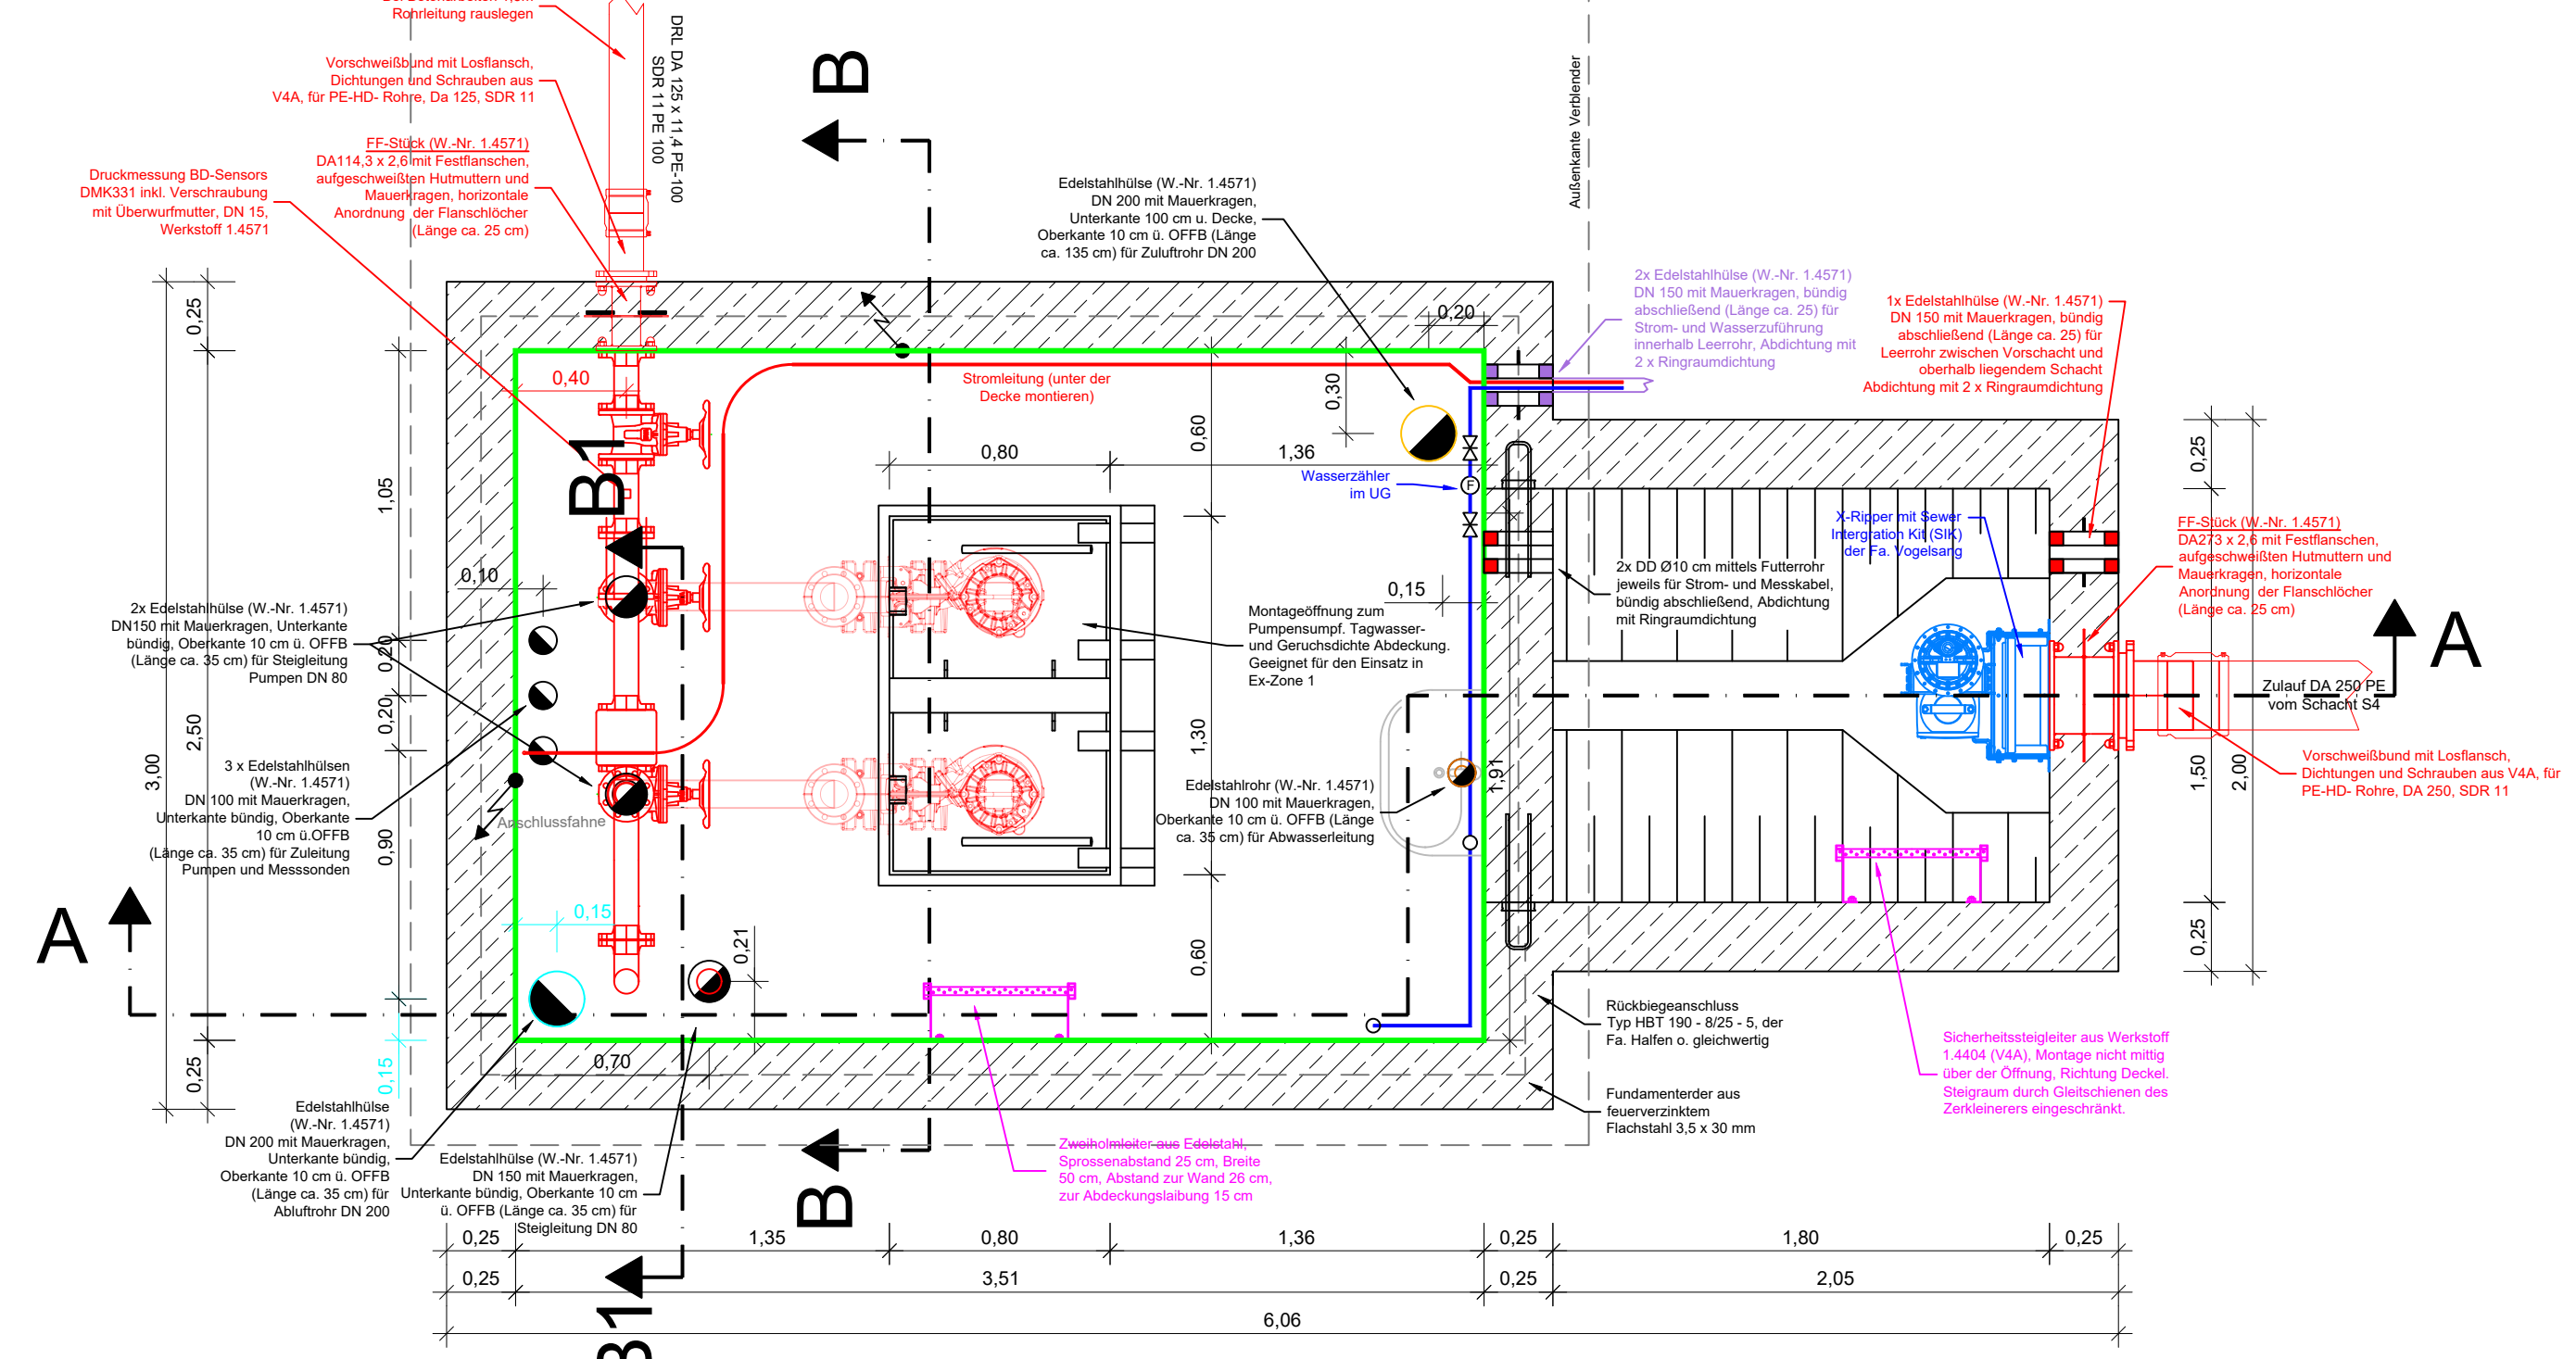 Rohrleitung rauslegen
Vorschweißbund mit Losflansch,
Dichtungen und Schrauben aus
V4A, für PE-HD- Rohre, Da 125, SDR 11
FF-Stück (W.-Nr. 1.4571)
DA114,3 x 2,6 mit Festflanschen,
aufgeschweißten Hutmuttern und
Mauerkragen, horizontale
Anordnung der Flanschlöcher
(Länge ca. 25 cm)
Druckmessung BD-Sensors
DMK331 inkl. Verschraubung
mit Überwurfmutter, DN 15,
Werkstoff 1.4571
DRL DA 125 x 11,4 PE-100
SDR 11 PE 100
B
Edelstahlhülse (W.-Nr. 1.4571)
DN 200 mit Mauerkragen,
Unterkante 100 cm u. Decke,
Oberkante 10 cm ü. OFFB (Länge
ca. 135 cm) für Zuluftrohr DN 200
Außenkante Verblender
2x Edelstahlhülse (W.-Nr. 1.4571)
DN 150 mit Mauerkragen, bündig
abschließend (Länge ca. 25) für
Strom- und Wasserzuführung
innerhalb Leerrohr, Abdichtung mit
2 x Ringraumdichtung
1x Edelstahlhülse (W.-Nr. 1.4571)
DN 150 mit Mauerkragen, bündig
abschließend (Länge ca. 25) für
Leerrohr zwischen Vorschacht und
oberhalb liegendem Schacht
Abdichtung mit 2 x Ringraumdichtung
0,25
0,20
0,40
Stromleitung (unter der
Decke montieren)
0,30
0,60
0,80
1,36
Wasserzähler
im UG
F
B1
1,05
0,25
X-Ripper mit Sewer
Intergration Kit (SIK)
der Fa. Vogelsang
FF-Stück (W.-Nr. 1.4571)
DA273 x 2,6 mit Festflanschen,
aufgeschweißten Hutmuttern und
Mauerkragen, horizontale
Anordnung der Flanschlöcher
(Länge ca. 25 cm)
0,10
0,15
2x DD Ø10 cm mittels Futterrohr
jeweils für Strom- und Messkabel,
bündig abschließend, Abdichtung
mit Ringraumdichtung
2x Edelstahlhülse (W.-Nr. 1.4571)
DN150 mit Mauerkragen, Unterkante
bündig, Oberkante 10 cm ü. OFFB
(Länge ca. 35 cm) für Steigleitung
Pumpen DN 80
Montageöffnung zum
Pumpensumpf. Tagwasser-
und Geruchsdichte Abdeckung.
Geeignet für den Einsatz in
Ex-Zone 1
A
0,20
0,20
Zulauf DA 250 PE
vom Schacht S4
3,00
2,50
1,30
1,91
1,50
2,00
3 x Edelstahlhülsen
(W.-Nr. 1.4571)
DN 100 mit Mauerkragen,
Unterkante bündig, Oberkante
10 cm ü.OFFB
(Länge ca. 35 cm) für Zuleitung
Pumpen und Messsonden
Anschlussfahne
Edelstahlrohr (W.-Nr. 1.4571)
DN 100 mit Mauerkragen,
Oberkante 10 cm ü. OFFB (Länge
ca. 35 cm) für Abwasserleitung
Vorschweißbund mit Losflansch,
Dichtungen und Schrauben aus V4A, für
PE-HD- Rohre, DA 250, SDR 11
0,90
A
0,15
0,21
0,60
0,25
0,25
0,15
0,70
Rückbiegeanschluss
Typ HBT 190 - 8/25 - 5, der
Fa. Halfen o. gleichwertig
Sicherheitssteigleiter aus Werkstoff
1.4404 (V4A), Montage nicht mittig
über der Öffnung, Richtung Deckel.
Steigraum durch Gleitschienen des
Zerkleinerers eingeschränkt.
Fundamenterder aus
feuerverzinktem
Flachstahl 3,5 x 30 mm
Edelstahlhülse
(W.-Nr. 1.4571)
DN 200 mit Mauerkragen,
Unterkante bündig,
Oberkante 10 cm ü. OFFB
(Länge ca. 35 cm) für
Abluftrohr DN 200
Edelstahlhülse (W.-Nr. 1.4571)
DN 150 mit Mauerkragen,
Unterkante bündig, Oberkante 10 cm
ü. OFFB (Länge ca. 35 cm) für
Steigleitung DN 80
Zweiholmleiter aus Edelstahl,
Sprossenabstand 25 cm, Breite
50 cm, Abstand zur Wand 26 cm,
zur Abdeckungslaibung 15 cm
B
0,25 1,35 0,80 1,36 0,25 1,80 0,25
0,25 3,51 0,25 2,05
6,06
B1